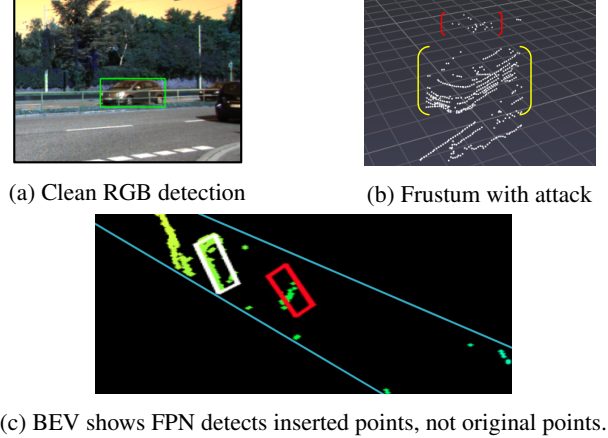 (a) Clean RGB detection
(b) Frustum with attack
(c) BEV shows FPN detects inserted points, not original points.